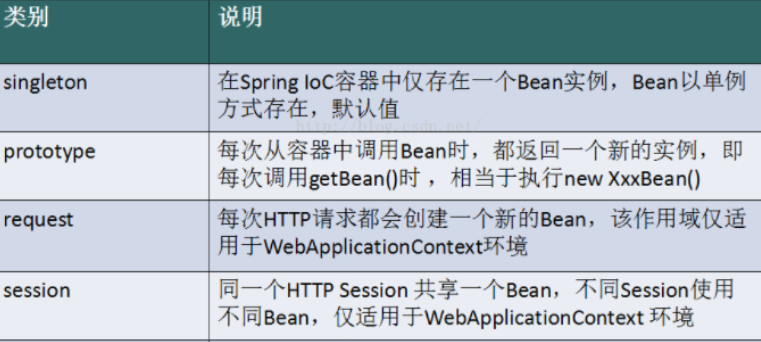 类别
说明
singleton
在Spring IoC容器中仅存在一个Bean实例，Bean以单例
方式存在，默认值
http://blog.csdn.net/
prototype
每次从容器中调用Bean时，都返回一个新的实例，即
每次调用getBean()时 ，相当于执行new XxxBean()
request
每次HTTP请求都会创建一个新的Bean，该作用域仅适
用于WebApplicationContext环境
session
同一个HTTP Session 共享一个Bean，不同Session使用
不同Bean，仅适用于WebApplicationContext 环境